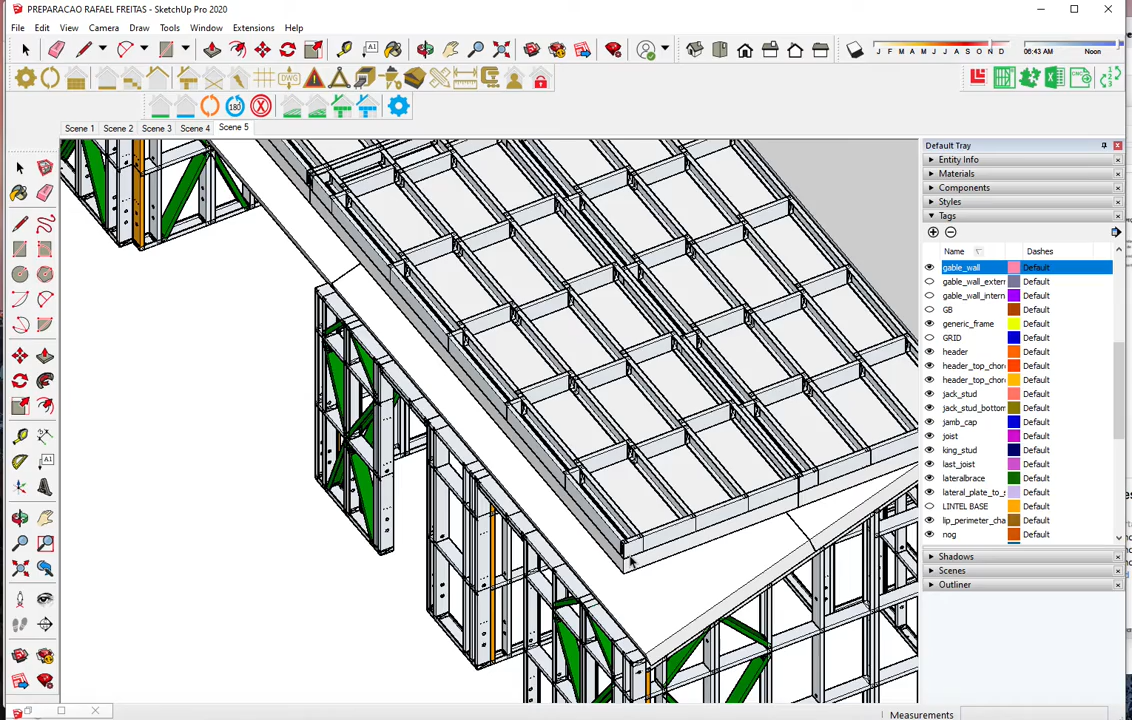 PREPARACAO RAFAEL FREITAS - SketchUp Pro 2020
File Edit View Camera Draw Tools Window Extensions Help
J F M A M J J A S O N D 06:43 AM Noon
DWG
180
Scene 1 Scene 2 Scene 3 Scene 4 Scene 5
Default Tray
Entity Info
Materials
Components
Styles
Tags
Name Dashes
gable_wall Default
gable_wall_extern Default
gable_wall_intern Default
GB Default
generic_frame Default
GRID Default
header Default
header_top_chor Default
header_top_chor Default
jack_stud Default
jack_stud_bottom Default
jamb_cap Default
joist Default
king_stud Default
last_joist Default
lateralbrace Default
lateral_plate_to_s Default
LINTEL BASE Default
lip_perimeter_cha Default
nog Default
Shadows
Scenes
Outliner
Measurements